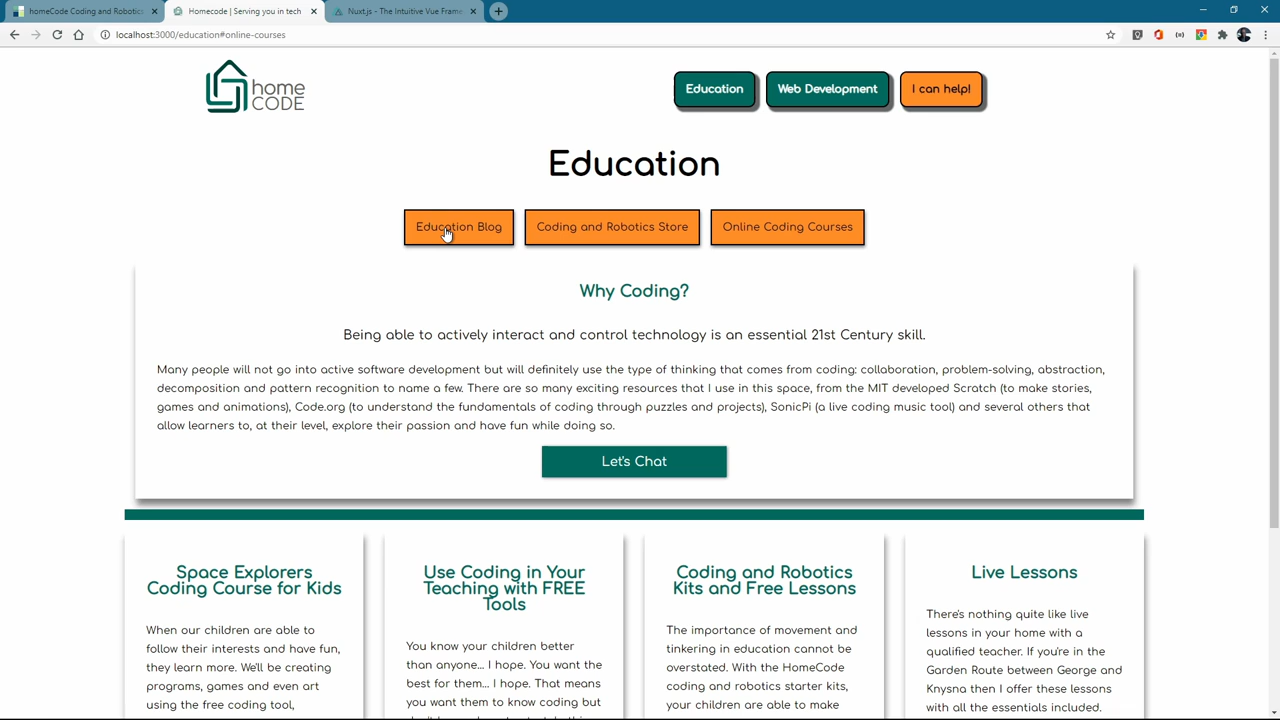 homeCode Coding and Robotics
Homecode | Serving you in tech
Nuxt.js - The Intuitive Vue Frame
localhost:3000/education#online-courses
home
CODE
Education
Web Development
I can help!
Education
Education Blog
Coding and Robotics Store
Online Coding Courses
Why Coding?
Being able to actively interact and control technology is an essential 21st Century skill.
Many people will not go into active software development but will definitely use the type of thinking that comes from coding: collaboration, problem-solving, abstraction,
decomposition and pattern recognition to name a few. There are so many exciting resources that I use in this space, from the MIT developed Scratch (to make stories,
games and animations), Code.org (to understand the fundamentals of coding through puzzles and projects), SonicPi (a live coding music tool) and several others that
allow learners to, at their level, explore their passion and have fun while doing so.
Let's Chat
Space Explorers
Coding Course for Kids
When our children are able to
follow their interests and have fun,
they learn more. We'll be creating
programs, games and even art
using the free coding tool,
Use Coding in Your
Teaching with FREE
Tools
You know your children better
than anyone... I hope. You want the
best for them... I hope. That means
you want them to know coding but
Coding and Robotics
Kits and Free Lessons
The importance of movement and
tinkering in education cannot be
overstated. With the HomeCode
coding and robotics starter kits,
your children are able to make
Live Lessons
There's nothing quite like live
lessons in your home with a
qualified teacher. If you're in the
Garden Route between George and
Knysna then I offer these lessons
with all the essentials included.